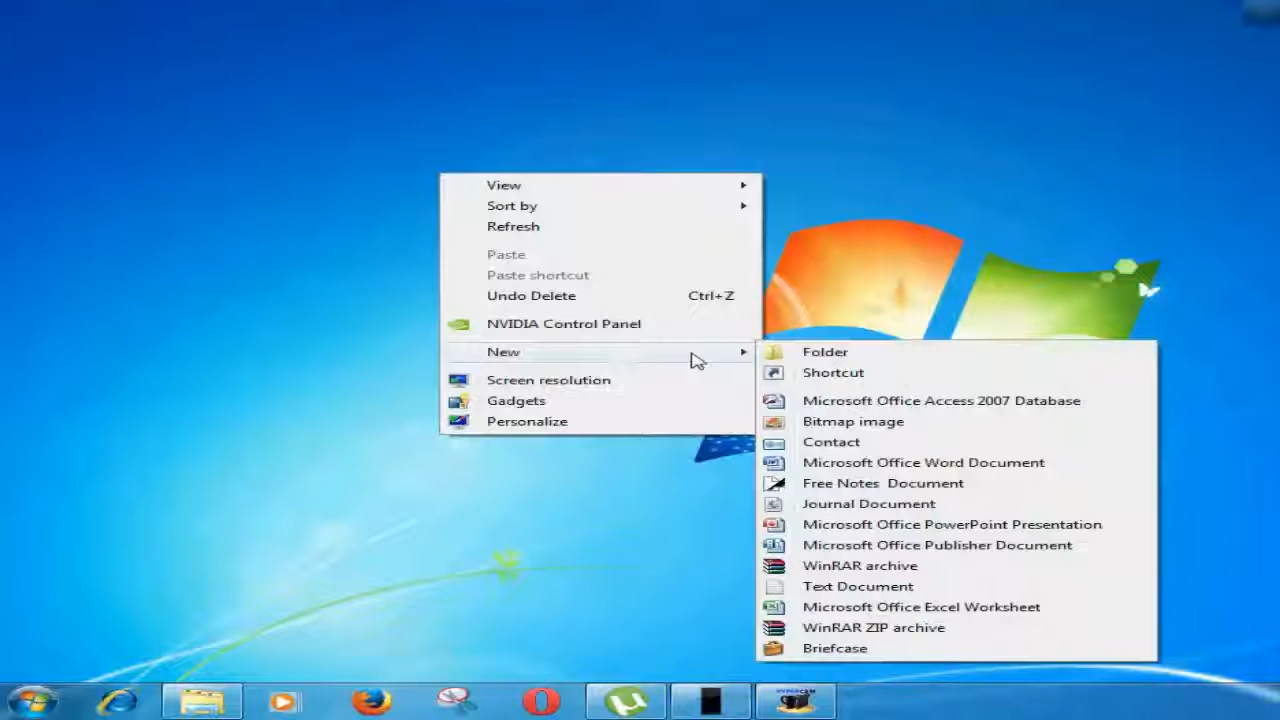 View
Sort by
Refresh
Paste
Paste shortcut
Undo Delete Ctrl+Z
NVIDIA Control Panel
New
Screen resolution
Gadgets
Personalize
Folder
Shortcut
Microsoft Office Access 2007 Database
Bitmap image
Contact
Microsoft Office Word Document
Free Notes Document
Journal Document
Microsoft Office PowerPoint Presentation
Microsoft Office Publisher Document
WinRAR archive
Text Document
Microsoft Office Excel Worksheet
WinRAR ZIP archive
Briefcase
HYPERCAM